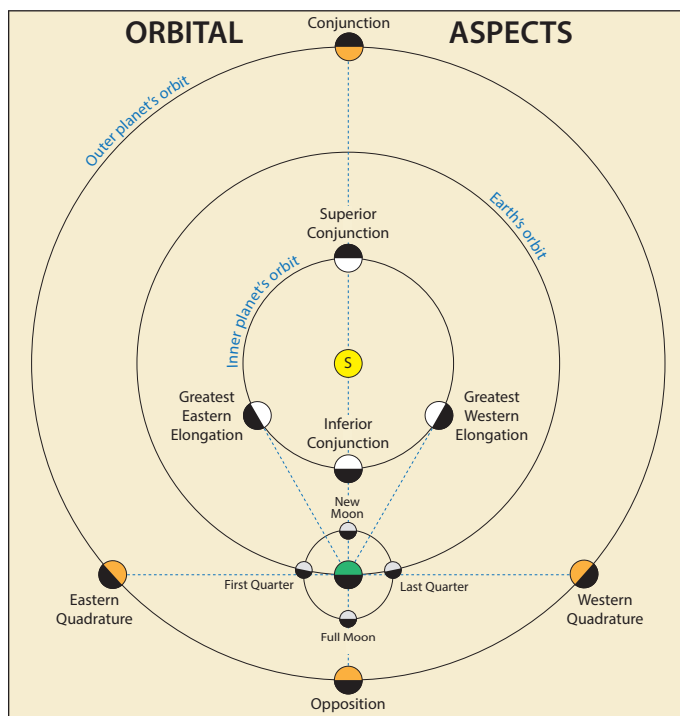 Conjunction
ORBITAL ASPECTS
Outer planet's orbit
Earth's orbit
Superior
Conjunction
Inner planet's orbit
S
Greatest
Eastern
Elongation
Greatest
Western
Elongation
Inferior
Conjunction
New
Moon
First Quarter
Last Quarter
Eastern
Quadrature
Western
Quadrature
Full Moon
Opposition